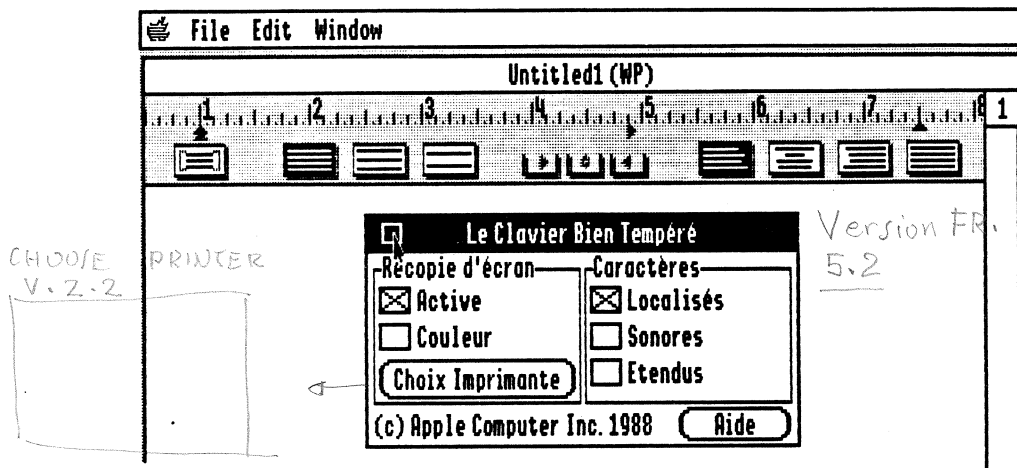 File Edit Window
Untitled1 (WP)
1 2 3 4 5 6 7 8 1
Le Clavier Bien Tempéré
Version FR.
5.2
CHOOSE PRINTER
V.2.2
Récopie d'écran
Caractères
Active
Localisés
Couleur
Sonores
Choix Imprimante
Etendus
(c) Apple Computer Inc. 1988
Aide